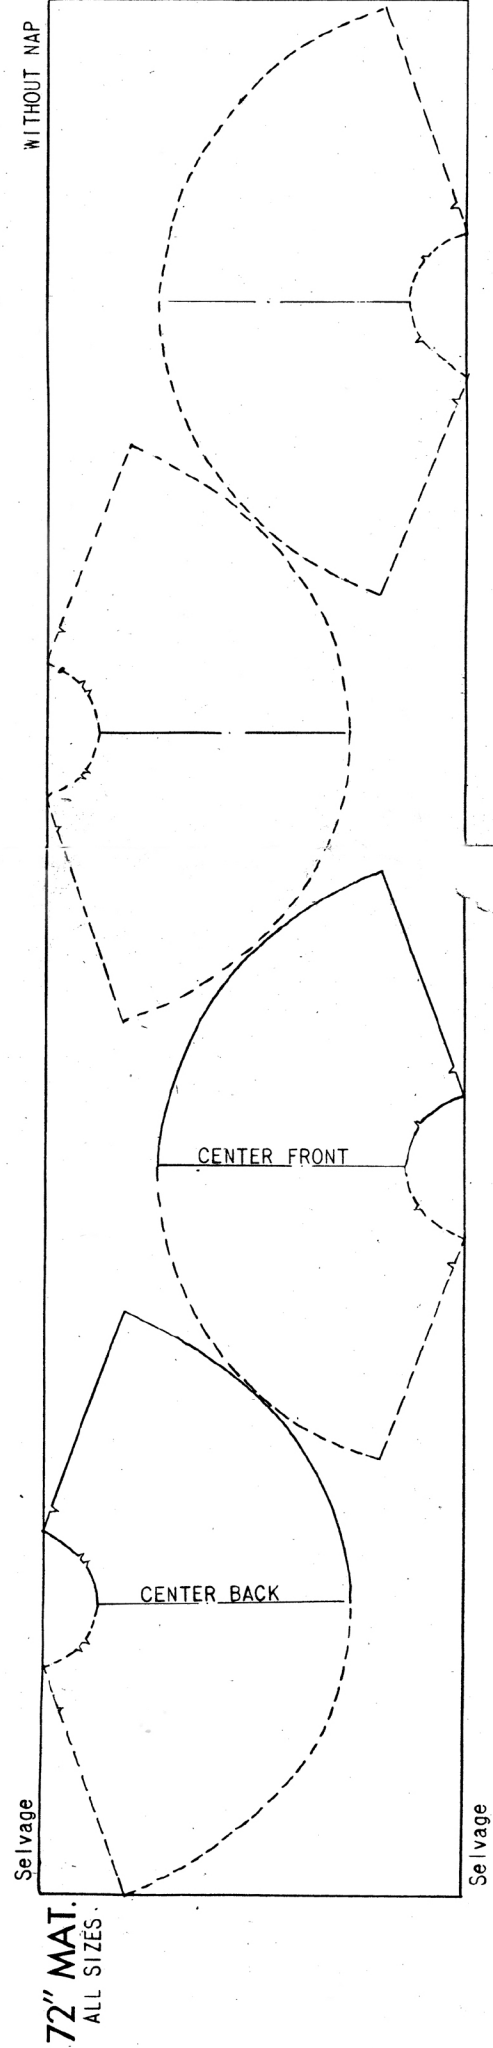 WITHOUT NAP
CENTER FRONT
CENTER BACK
Selvage
Selvage
72" MAT.
ALL SIZES.